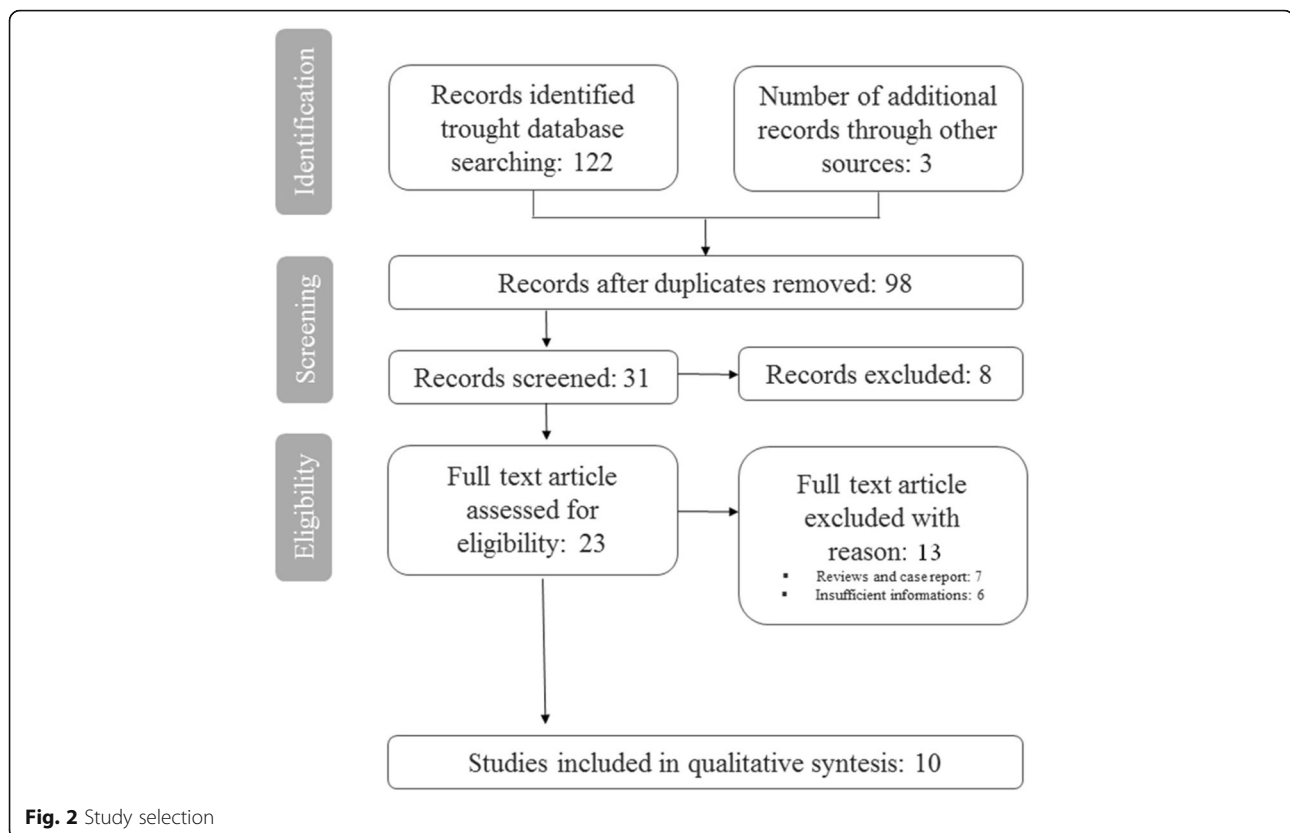 Identification
Records identified
trought database
searching: 122
Number of additional
records through other
sources: 3
Screening
Records after duplicates removed: 98
Records screened: 31
Records excluded: 8
Eligibility
Full text article
assessed for
eligibility: 23
Full text article
excluded with
reason: 13
▪ Reviews and case report: 7
▪ Insufficient informations: 6
Studies included in qualitative syntesis: 10
Fig. 2 Study selection